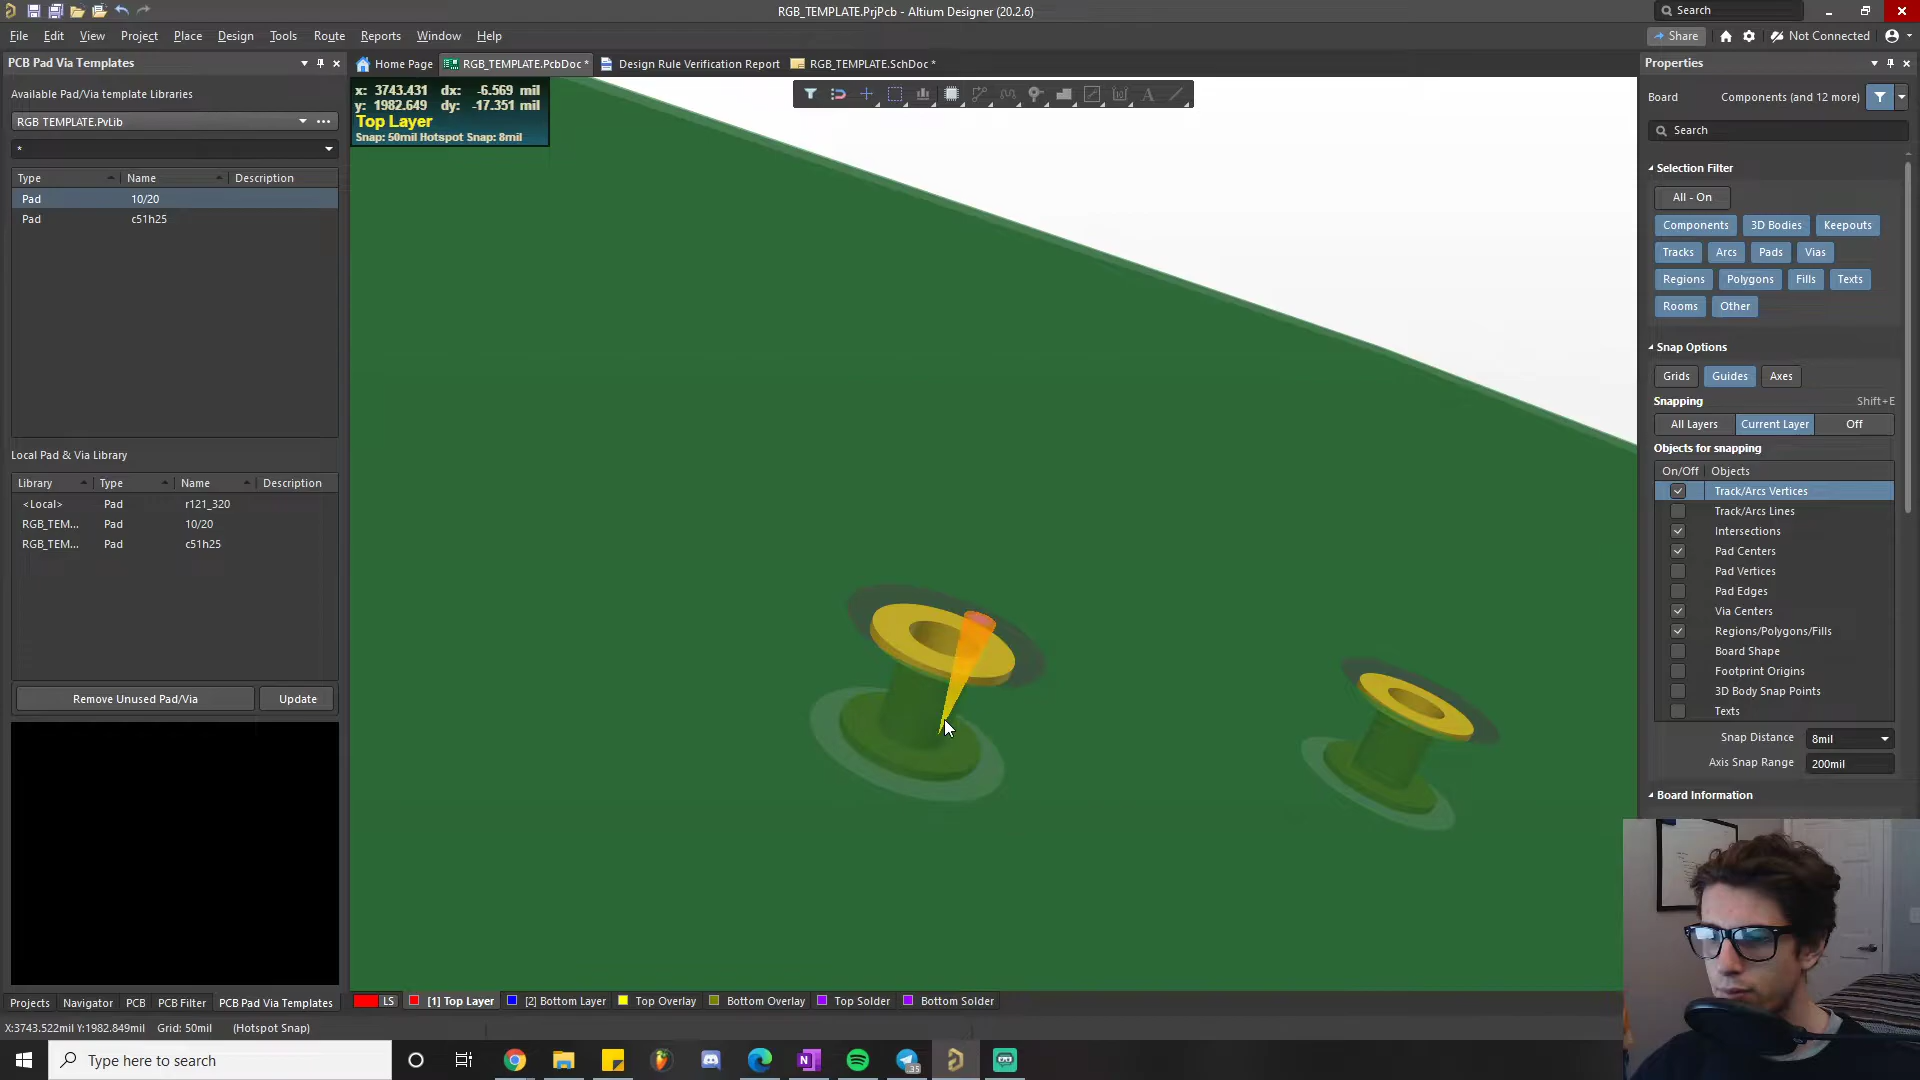 RGB_TEMPLATE.PrjPcb - Altium Designer (20.2.6)
Search
File Edit View Project Place Design Tools Route Reports Window Help
Share Not Connected
PCB Pad Via Templates
Home Page RGB_TEMPLATE.PcbDoc * Design Rule Verification Report RGB_TEMPLATE.SchDoc *
Properties
Available Pad/Via template Libraries
RGB TEMPLATE.PvLib
*
Type Name Description
Pad 10/20
Pad c51h25
Local Pad & Via Library
Library Type Name Description
<Local> Pad r121_320
RGB_TEM... Pad 10/20
RGB_TEM... Pad c51h25
Remove Unused Pad/Via Update
Projects Navigator PCB PCB Filter PCB Pad Via Templates
x: 3743.431 dx: -6.569 mil
y: 1982.649 dy: -17.351 mil
Top Layer
Snap: 50mil Hotspot Snap: 8mil
Board Components (and 12 more)
Search
Selection Filter
All - On
Components 3D Bodies Keepouts
Tracks Arcs Pads Vias
Regions Polygons Fills Texts
Rooms Other
Snap Options
Grids Guides Axes
Snapping Shift+E
All Layers Current Layer Off
Objects for snapping
On/Off Objects
Track/Arcs Vertices
Track/Arcs Lines
Intersections
Pad Centers
Pad Vertices
Pad Edges
Via Centers
Regions/Polygons/Fills
Board Shape
Footprint Origins
3D Body Snap Points
Texts
Snap Distance 8mil
Axis Snap Range 200mil
Board Information
LS [1] Top Layer [2] Bottom Layer Top Overlay Bottom Overlay Top Solder Bottom Solder
X:3743.522mil Y:1982.849mil Grid: 50mil (Hotspot Snap)
Type here to search
35